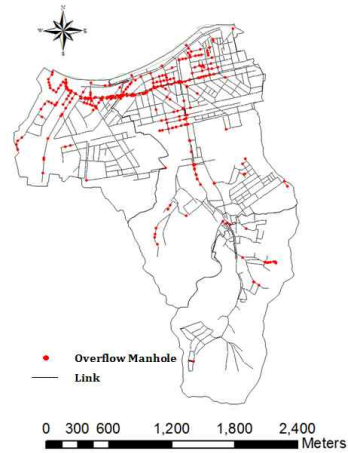 N
W
E
S
Overflow Manhole
Link
0 300 600 1,200 1,800 2,400
Meters